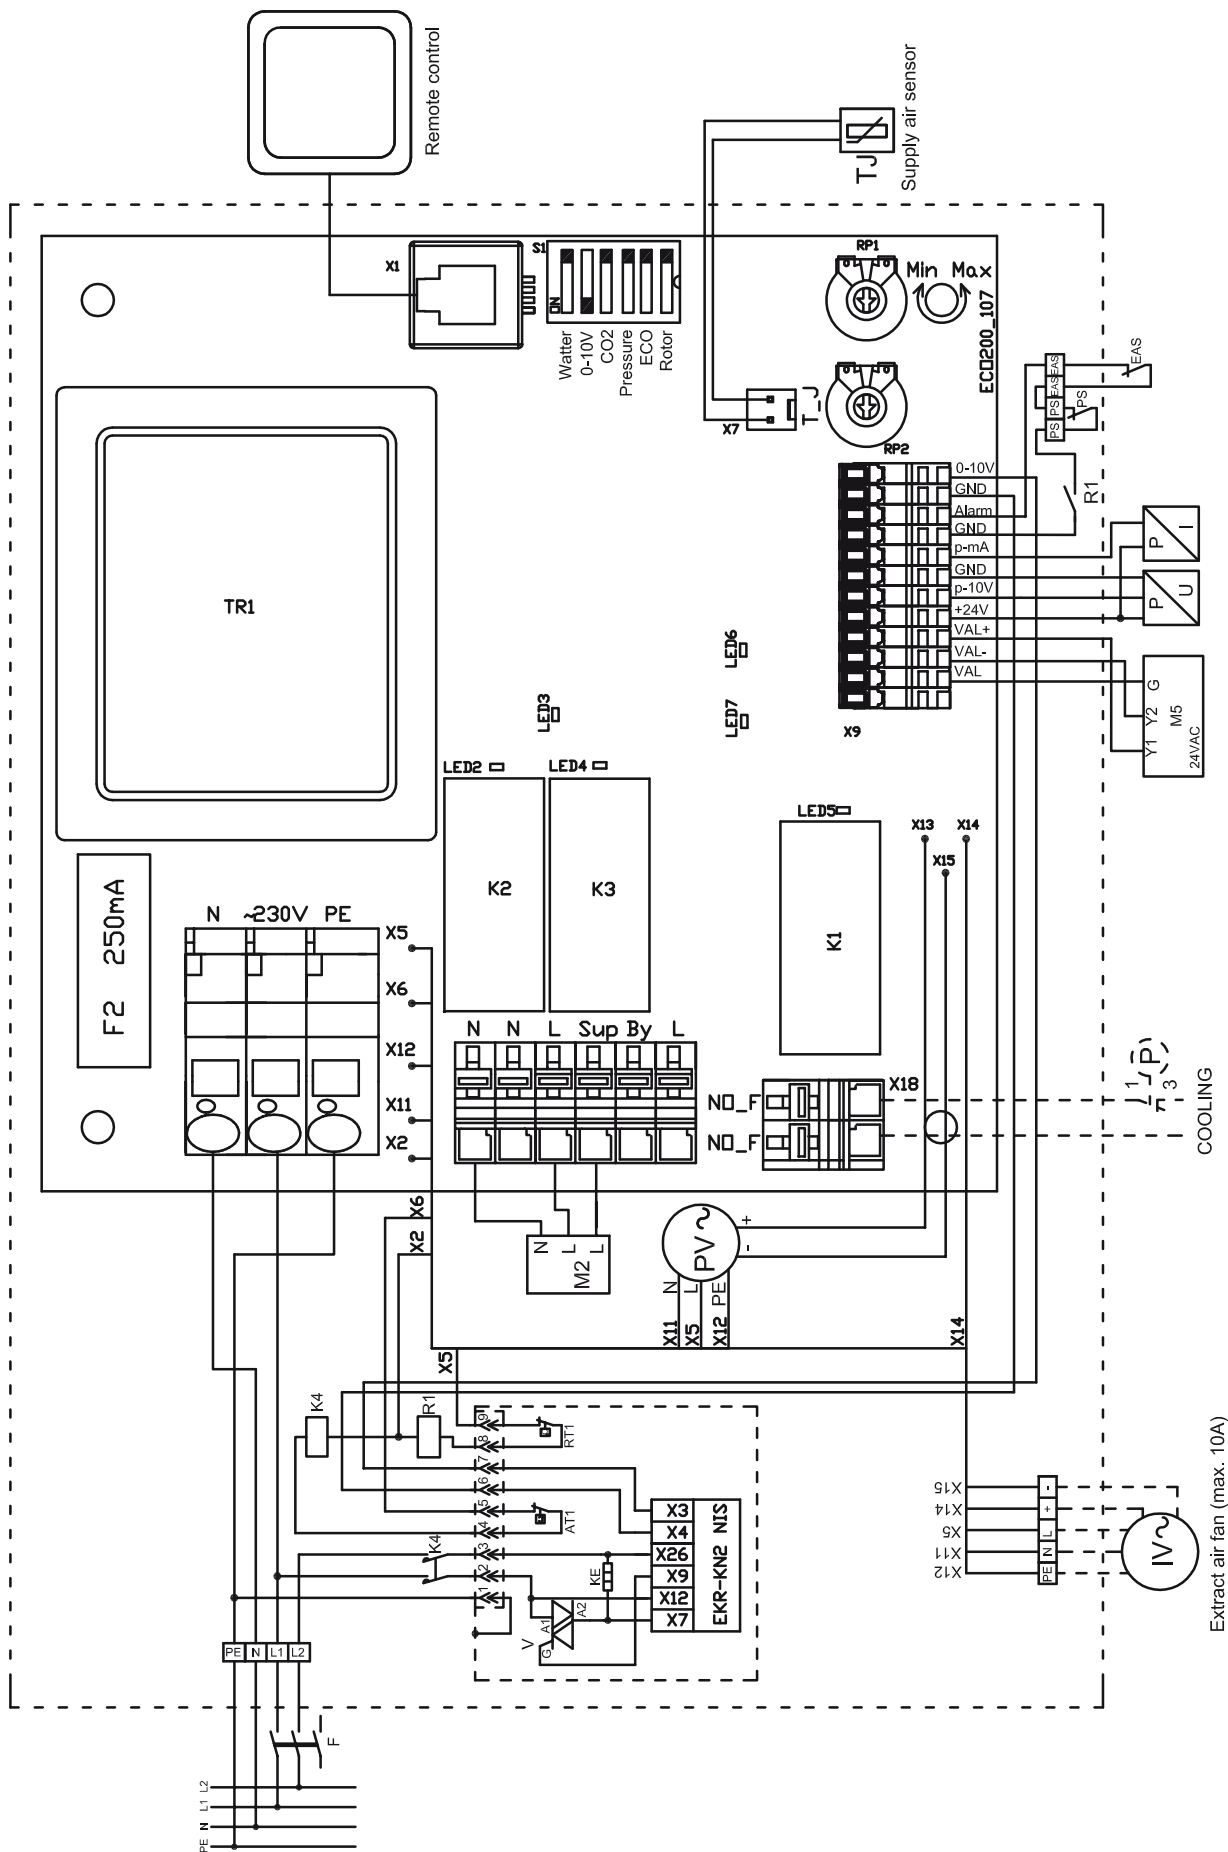 Remote control
Supply air sensor
TJ
X1
S1
ON
Watter
0-10V
CO2
Pressure
ECO
Rotor
RP1
Min Max
ECO200_107
X7
T_J
RP2
TR1
LED6
LED3
LED7
LED2
LED4
LED5
X9
0-10V
GND
Alarm
GND
p-mA
GND
p-10V
+24V
VAL+
VAL-
VAL
PS
PS
EAS
EAS
PS
EAS
R1
P
I
P
U
G
Y2
Y1
M5
24VAC
F2 250mA
N ~230V PE
X5
X6
X12
X11
X2
K2
K3
K1
X13
X14
X15
N N L Sup By L
NO_F
NO_F
X18
1
P
3
COOLING
X6
X2
N
L
L
M2
PV~
+
-
N
L
PE
X11
X5
X12
X14
X5
K4
R1
9
8
7
6
5
4
3
2
1
RT1
AT1
K4
KE
V
A1
A2
G
X3
X4
X26
X9
X12
X7
EKR-KN2 NIS
X15
X14
X5
X11
X12
-
+
L
N
PE
IV~
Extract air fan (max. 10A)
PE
N
L1
L2
F
L2
L1
N
PE